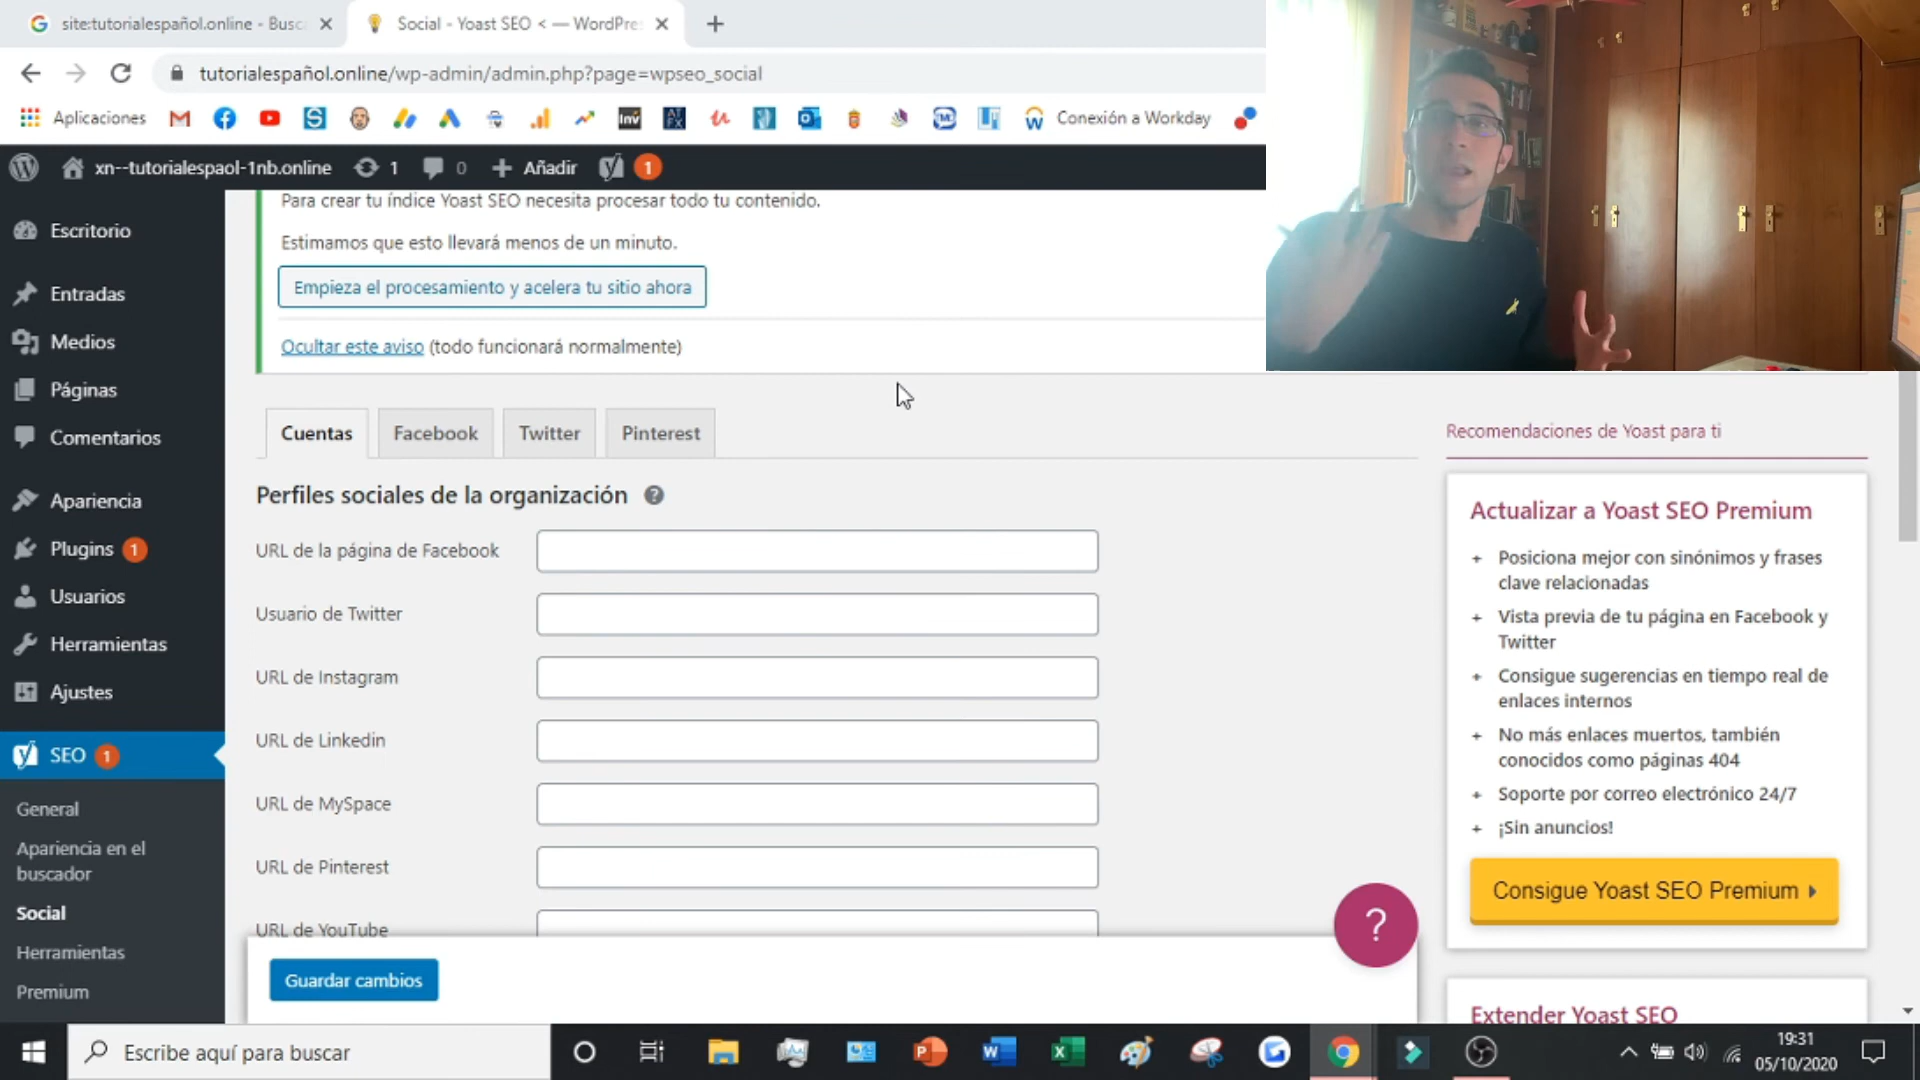 site:tutorialespañol.online - Busc
Social - Yoast SEO < — WordPre
tutorialespañol.online/wp-admin/admin.php?page=wpseo_social
Aplicaciones
Inv
Conexión a Workday
xn--tutorialespaol-1nb.online
1
0
Añadir
1
Para crear tu índice Yoast SEO necesita procesar todo tu contenido.
Estimamos que esto llevará menos de un minuto.
Empieza el procesamiento y acelera tu sitio ahora
Ocultar este aviso (todo funcionará normalmente)
Escritorio
Entradas
Medios
Páginas
Comentarios
Apariencia
Plugins 1
Usuarios
Herramientas
Ajustes
SEO 1
General
Apariencia en el
buscador
Social
Herramientas
Premium
Cuentas
Facebook
Twitter
Pinterest
Perfiles sociales de la organización
URL de la página de Facebook
Usuario de Twitter
URL de Instagram
URL de Linkedin
URL de MySpace
URL de Pinterest
URL de YouTube
Guardar cambios
?
Recomendaciones de Yoast para ti
Actualizar a Yoast SEO Premium
+ Posiciona mejor con sinónimos y frases
clave relacionadas
+ Vista previa de tu página en Facebook y
Twitter
+ Consigue sugerencias en tiempo real de
enlaces internos
+ No más enlaces muertos, también
conocidos como páginas 404
+ Soporte por correo electrónico 24/7
+ ¡Sin anuncios!
Consigue Yoast SEO Premium
Extender Yoast SEO
Escribe aquí para buscar
19:31
05/10/2020